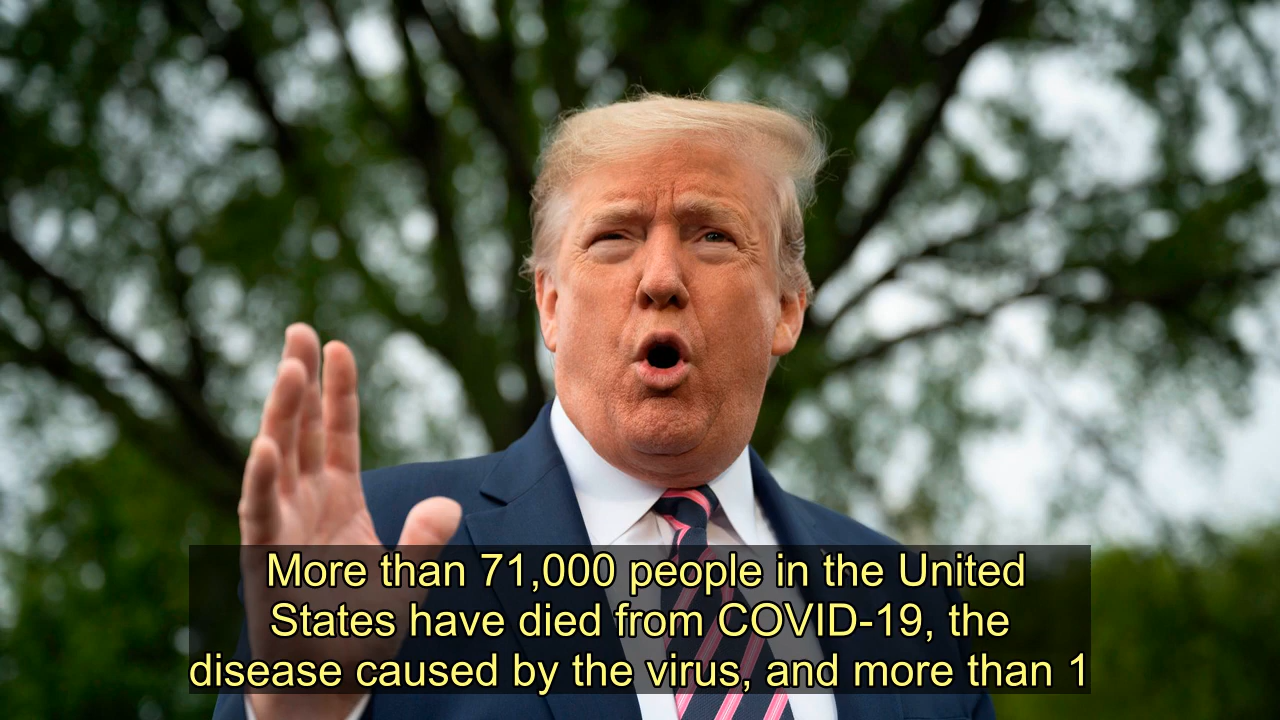 More than 71,000 people in the United
States have died from COVID-19, the
disease caused by the virus, and more than 1